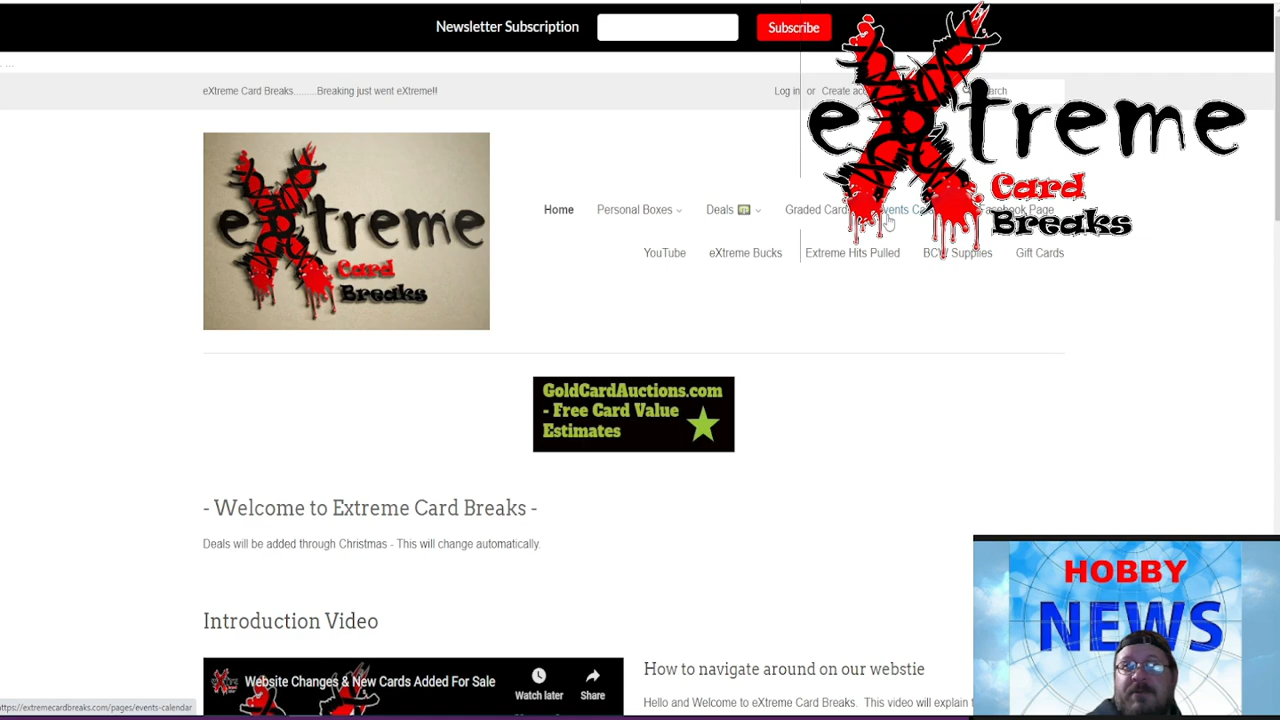 Newsletter Subscription
Subscribe
eXtreme Card Breaks........Breaking just went eXtreme!!
Log in or Create
eXtreme
Card
Breaks
eXtreme
Card
Breaks
Home
Personal Boxes
Deals
Graded Card
Facebook Page
YouTube
eXtreme Bucks
Extreme Hits Pulled
BCW Supplies
Gift Cards
GoldCardAuctions.com
- Free Card Value
Estimates
- Welcome to Extreme Card Breaks -
Deals will be added through Christmas - This will change automatically.
Introduction Video
Website Changes & New Cards Added For Sale
Watch later
Share
How to navigate around on our webstie
Hello and Welcome to eXtreme Card Breaks. This video will explain
HOBBY
NEWS
https://extremecardbreaks.com/pages/events-calendar